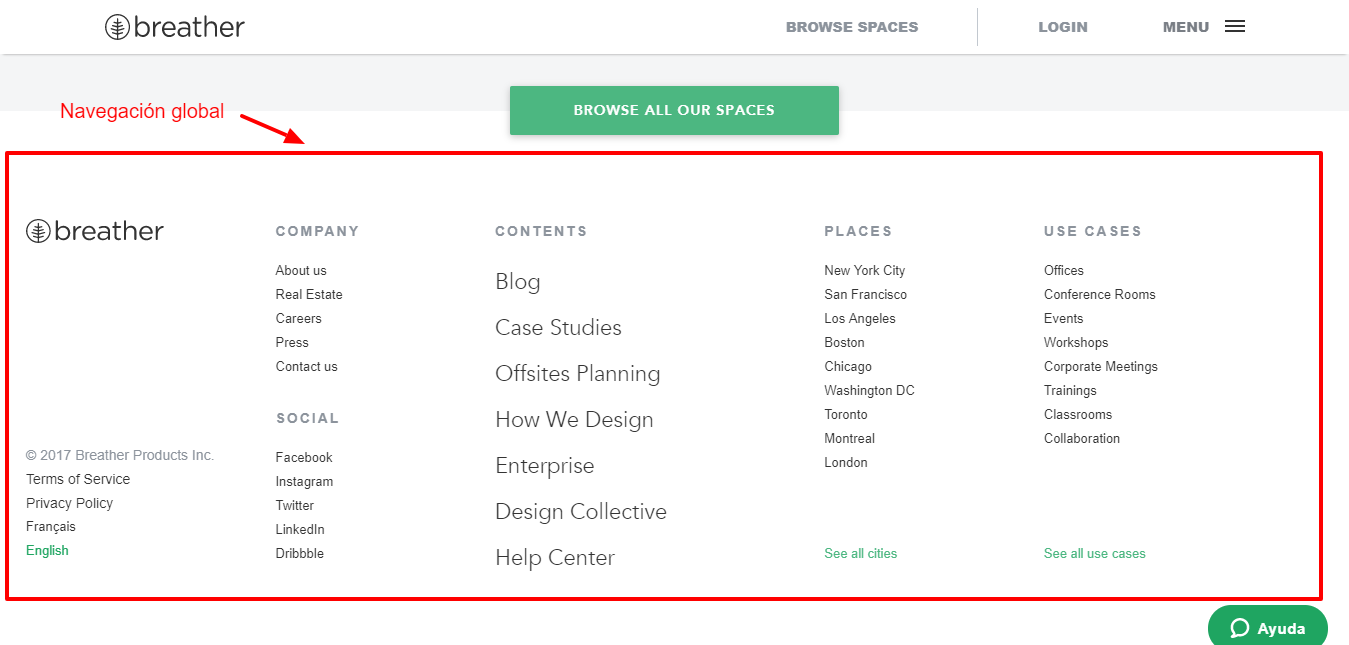 breather
BROWSE SPACES
LOGIN
MENU
BROWSE ALL OUR SPACES
Navegación global
breather
© 2017 Breather Products Inc.
Terms of Service
Privacy Policy
Français
English
COMPANY
About us
Real Estate
Careers
Press
Contact us
SOCIAL
Facebook
Instagram
Twitter
LinkedIn
Dribbble
CONTENTS
Blog
Case Studies
Offsites Planning
How We Design
Enterprise
Design Collective
Help Center
PLACES
New York City
San Francisco
Los Angeles
Boston
Chicago
Washington DC
Toronto
Montreal
London
See all cities
USE CASES
Offices
Conference Rooms
Events
Workshops
Corporate Meetings
Trainings
Classrooms
Collaboration
See all use cases
Ayuda